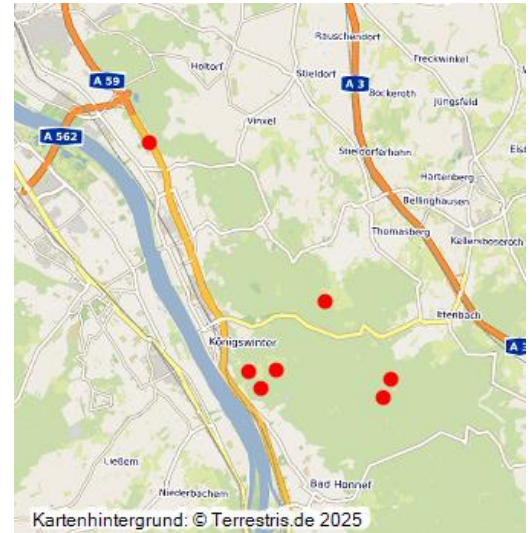 Rauschendorf
Freckwinkel
Holtorf
Stieldorf
A 59
A 3
Bockeroth
Jüngsfeld
A 562
Vinxel
Stieldorferhohn
Hartenberg
Bellinghausen
Thomasberg
Kellersboseroth
Ittenbach
Königswinter
A 3
Ließem
Bad Honnef
Niederbachem
Kartenhintergrund: © Terrestris.de 2025